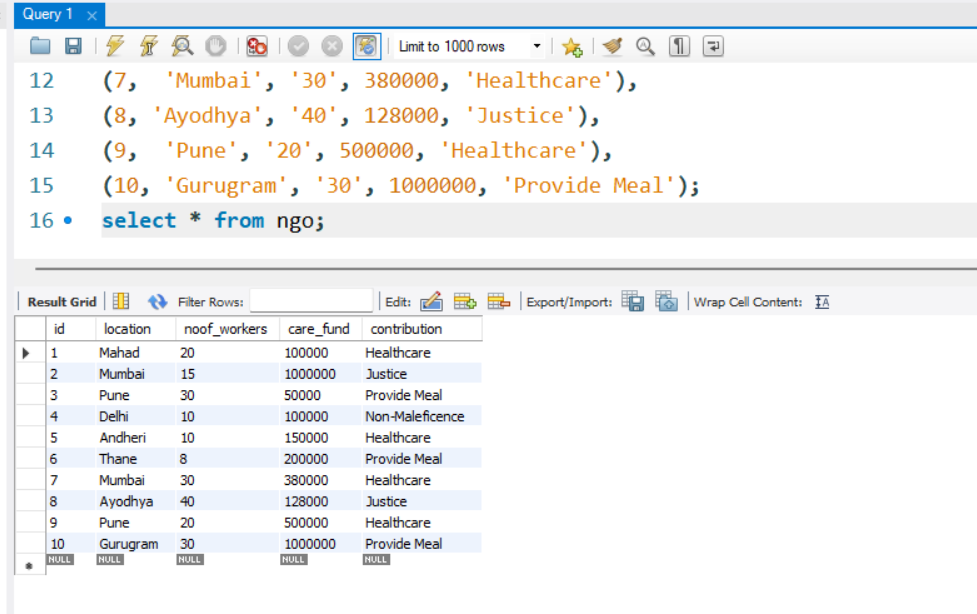 Query 1
Limit to 1000 rows
12 (7, 'Mumbai', '30', 380000, 'Healthcare'),
13 (8, 'Ayodhya', '40', 128000, 'Justice'),
14 (9, 'Pune', '20', 500000, 'Healthcare'),
15 (10, 'Gurugram', '30', 1000000, 'Provide Meal');
16 select * from ngo;
Result Grid Filter Rows: Edit: Export/Import: Wrap Cell Content: IA
id location noof_workers care_fund contribution
1 Mahad 20 100000 Healthcare
2 Mumbai 15 1000000 Justice
3 Pune 30 50000 Provide Meal
4 Delhi 10 100000 Non-Maleficence
5 Andheri 10 150000 Healthcare
6 Thane 8 200000 Provide Meal
7 Mumbai 30 380000 Healthcare
8 Ayodhya 40 128000 Justice
9 Pune 20 500000 Healthcare
10 Gurugram 30 1000000 Provide Meal
NULL NULL NULL NULL NULL